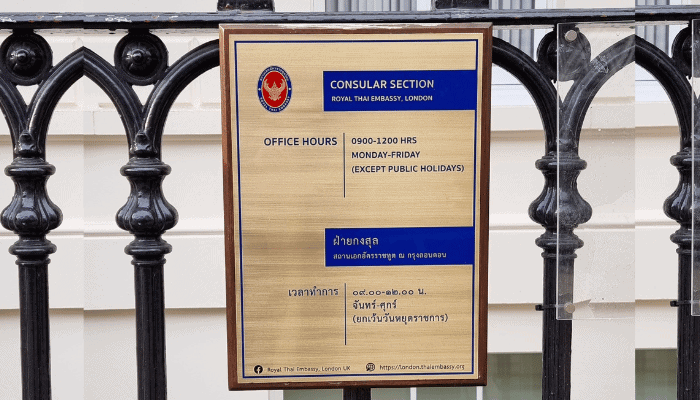 CONSULAR SECTION
ROYAL THAI EMBASSY, LONDON
OFFICE HOURS
0900-1200 HRS
MONDAY-FRIDAY
(EXCEPT PUBLIC HOLIDAYS)
ฝ่ายกงสุล
สถานเอกอัครราชทูต ณ กรุงลอนดอน
เวลาทำการ
๐๙.๐๐-๑๒.๐๐ น.
จันทร์-ศุกร์
(ยกเว้นวันหยุดราชการ)
Royal Thai Embassy, London UK
https://london.thaiembassy.org